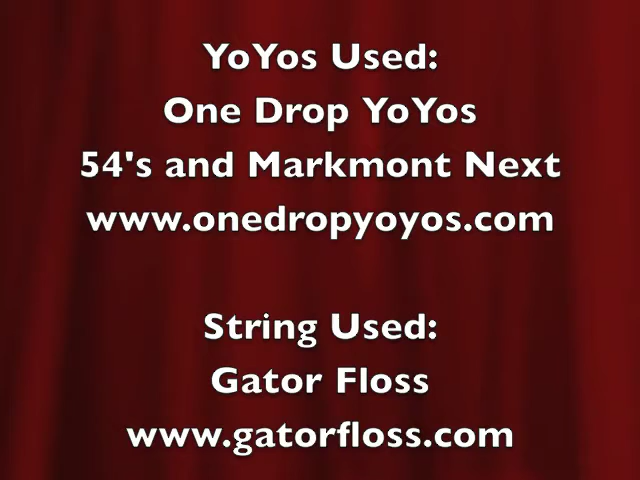 YoYos Used:
One Drop YoYos
54's and Markmont Next
www.onedropyoyos.com
String Used:
Gator Floss
www.gatorfloss.com